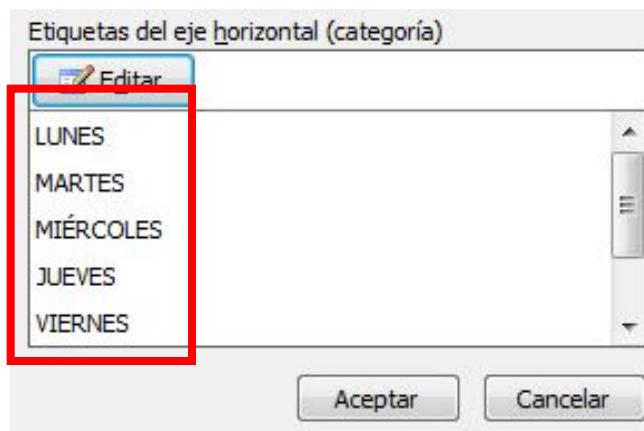 Etiquetas del eje horizontal (categoría)
Editar
LUNES
MARTES
MIÉRCOLES
JUEVES
VIERNES
Aceptar Cancelar